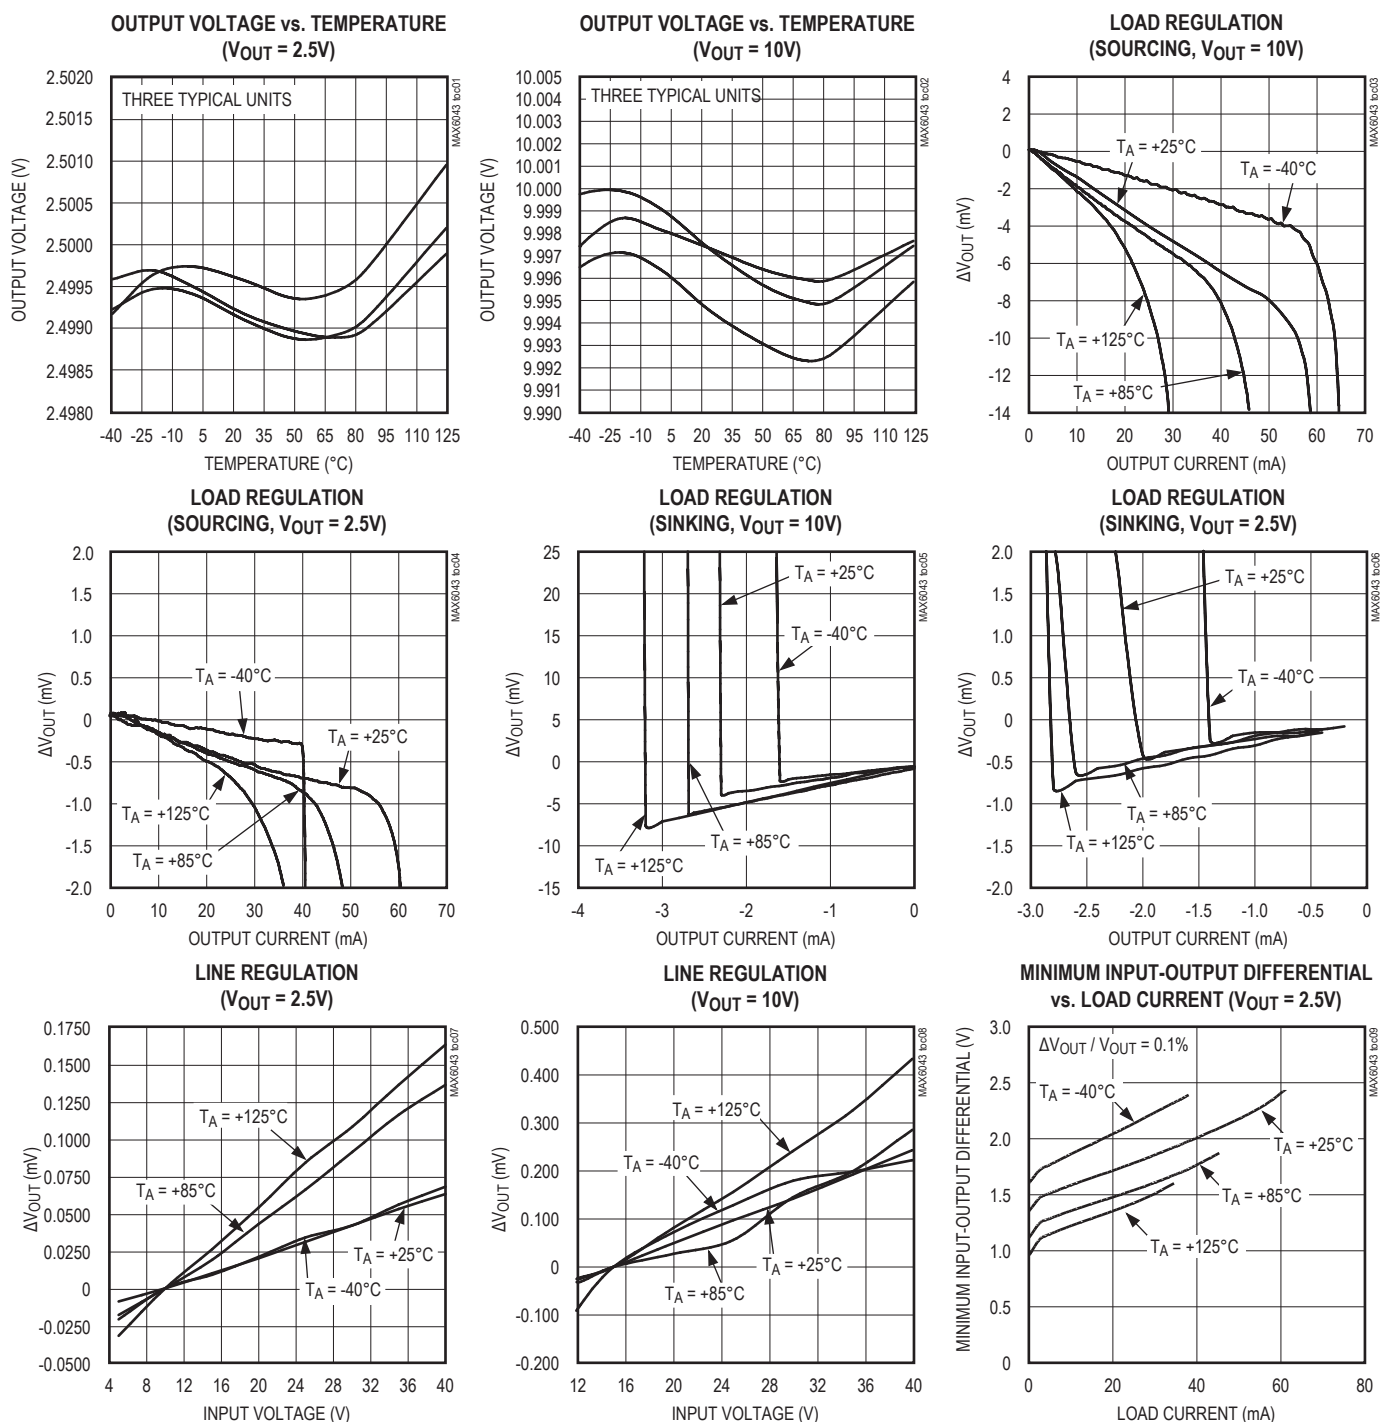 OUTPUT VOLTAGE vs. TEMPERATURE
(VOUT = 2.5V)
2.5020
2.5015
2.5010
2.5005
2.5000
2.4995
2.4990
2.4985
2.4980
OUTPUT VOLTAGE (V)
THREE TYPICAL UNITS
MAX6043 toc01
-40 -25 -10 5 20 35 50 65 80 95 110 125
TEMPERATURE (°C)
OUTPUT VOLTAGE vs. TEMPERATURE
(VOUT = 10V)
10.005
10.004
10.003
10.002
10.001
10.000
9.999
9.998
9.997
9.996
9.995
9.994
9.993
9.992
9.991
9.990
OUTPUT VOLTAGE (V)
THREE TYPICAL UNITS
MAX6043 toc02
-40 -25 -10 5 20 35 50 65 80 95 110 125
TEMPERATURE (°C)
LOAD REGULATION
(SOURCING, VOUT = 10V)
4
2
0
-2
-4
-6
-8
-10
-12
-14
ΔVOUT (mV)
MAX6043 toc03
TA = +25°C
TA = -40°C
TA = +125°C
TA = +85°C
0 10 20 30 40 50 60 70
OUTPUT CURRENT (mA)
LOAD REGULATION
(SOURCING, VOUT = 2.5V)
2.0
1.5
1.0
0.5
0
-0.5
-1.0
-1.5
-2.0
ΔVOUT (mV)
MAX6043 toc04
TA = -40°C
TA = +25°C
TA = +125°C
TA = +85°C
0 10 20 30 40 50 60 70
OUTPUT CURRENT (mA)
LOAD REGULATION
(SINKING, VOUT = 10V)
25
20
15
10
5
0
-5
-10
-15
ΔVOUT (mV)
MAX6043 toc05
TA = +25°C
TA = -40°C
TA = +85°C
TA = +125°C
-4 -3 -2 -1 0
OUTPUT CURRENT (mA)
LOAD REGULATION
(SINKING, VOUT = 2.5V)
2.0
1.5
1.0
0.5
0
-0.5
-1.0
-1.5
-2.0
ΔVOUT (mV)
MAX6043 toc06
TA = +25°C
TA = -40°C
TA = +85°C
TA = +125°C
-3.0 -2.5 -2.0 -1.5 -1.0 -0.5 0
OUTPUT CURRENT (mA)
LINE REGULATION
(VOUT = 2.5V)
0.1750
0.1500
0.1250
0.1000
0.0750
0.0500
0.0250
0
-0.0250
-0.0500
ΔVOUT (mV)
MAX6043 toc07
TA = +125°C
TA = +85°C
TA = +25°C
TA = -40°C
4 8 12 16 20 24 28 32 36 40
INPUT VOLTAGE (V)
LINE REGULATION
(VOUT = 10V)
0.500
0.400
0.300
0.200
0.100
0
-0.100
-0.200
ΔVOUT (mV)
MAX6043 toc08
TA = +125°C
TA = -40°C
TA = +25°C
TA = +85°C
12 16 20 24 28 32 36 40
INPUT VOLTAGE (V)
MINIMUM INPUT-OUTPUT DIFFERENTIAL
vs. LOAD CURRENT (VOUT = 2.5V)
3.0
2.5
2.0
1.5
1.0
0.5
0
MINIMUM INPUT-OUTPUT DIFFERENTIAL (V)
ΔVOUT / VOUT = 0.1%
MAX6043 toc09
TA = -40°C
TA = +25°C
TA = +85°C
TA = +125°C
0 20 40 60 80
LOAD CURRENT (mA)